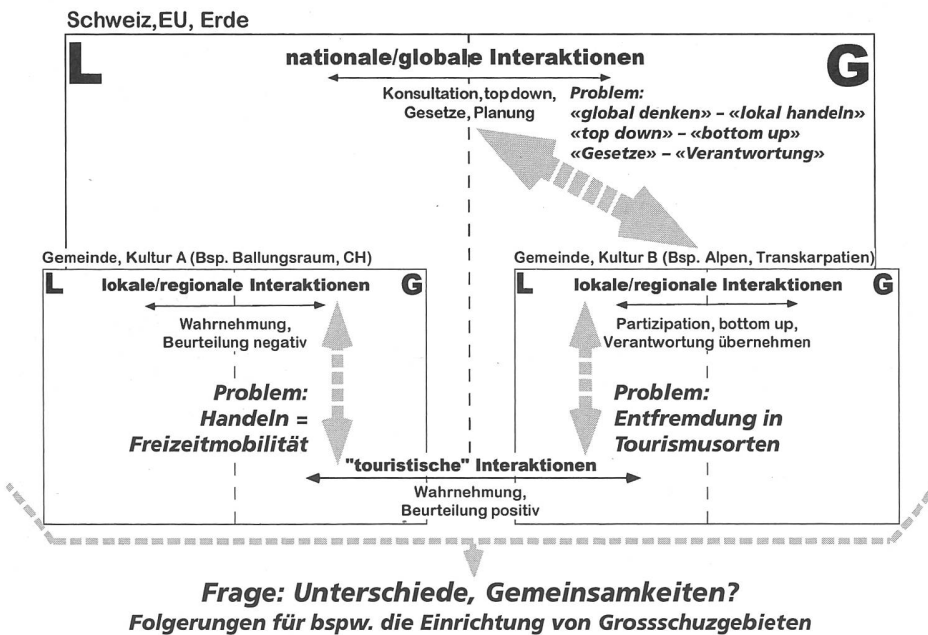 Schweiz,EU, Erde
L
G
nationale/globale Interaktionen
Konsultation, top down,
Gesetze, Planung
Problem:
«global denken» – «lokal handeln»
«top down» – «bottom up»
«Gesetze» – «Verantwortung»
Gemeinde, Kultur A (Bsp. Ballungsraum, CH)
L
lokale/regionale Interaktionen
G
Wahrnehmung,
Beurteilung negativ
Problem:
Handeln =
Freizeitmobilität
Gemeinde, Kultur B (Bsp. Alpen, Transkarpatien)
L
lokale/regionale Interaktionen
G
Partizipation, bottom up,
Verantwortung übernehmen
Problem:
Entfremdung in
Tourismusorten
"touristische" Interaktionen
Wahrnehmung,
Beurteilung positiv
Frage: Unterschiede, Gemeinsamkeiten?
Folgerungen für bspw. die Einrichtung von Grossschuzgebieten